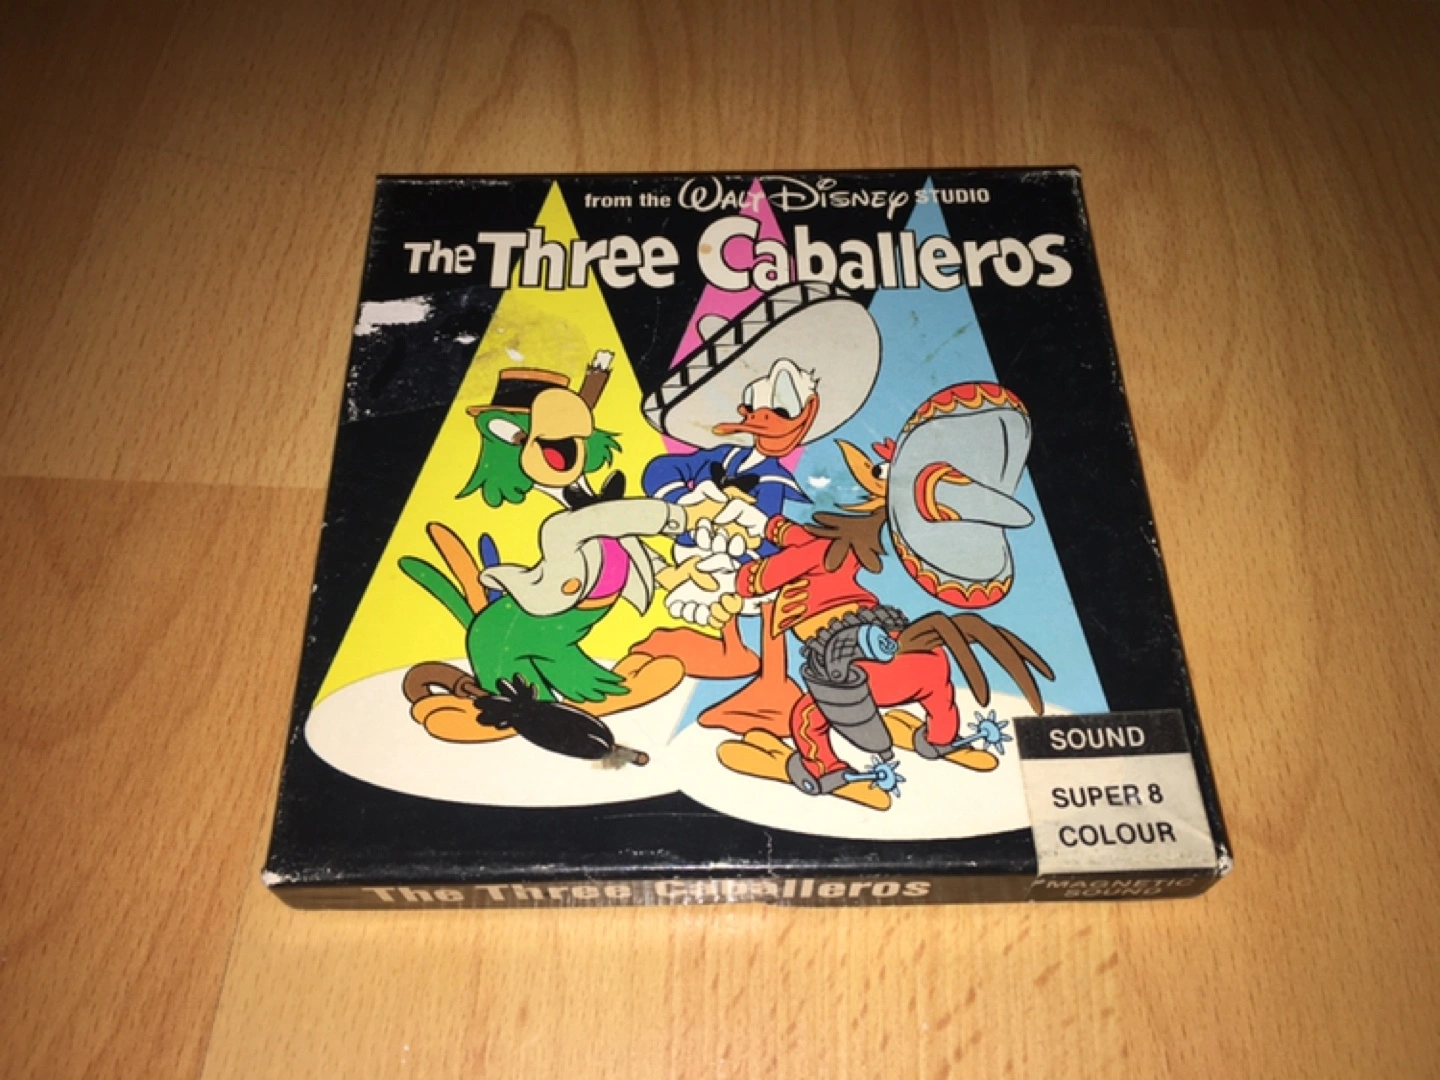 from the Walt Disney STUDIO
The Three Caballeros
SOUND
SUPER 8
COLOUR
The Three Caballeros
MAGNETIC
SOUND